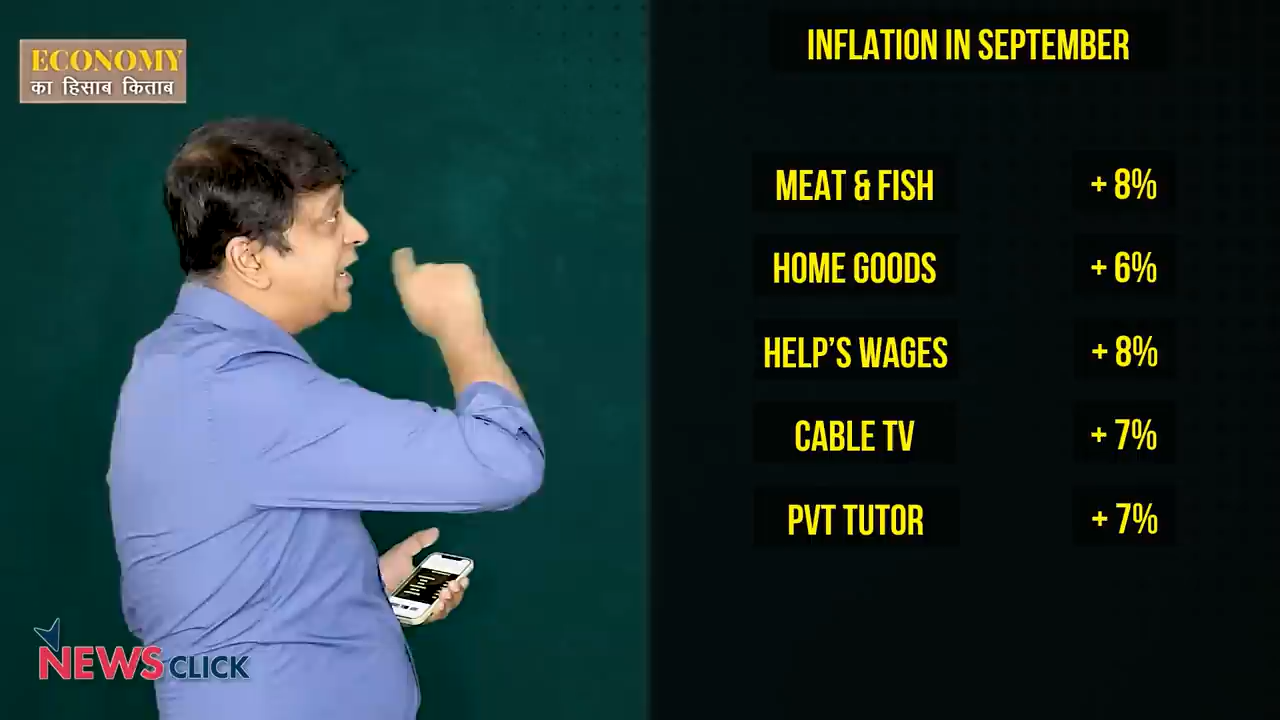 ECONOMY
का हिसाब किताब
INFLATION IN SEPTEMBER
MEAT & FISH + 8%
HOME GOODS + 6%
HELP'S WAGES + 8%
CABLE TV + 7%
PVT TUTOR + 7%
NEWSCLICK